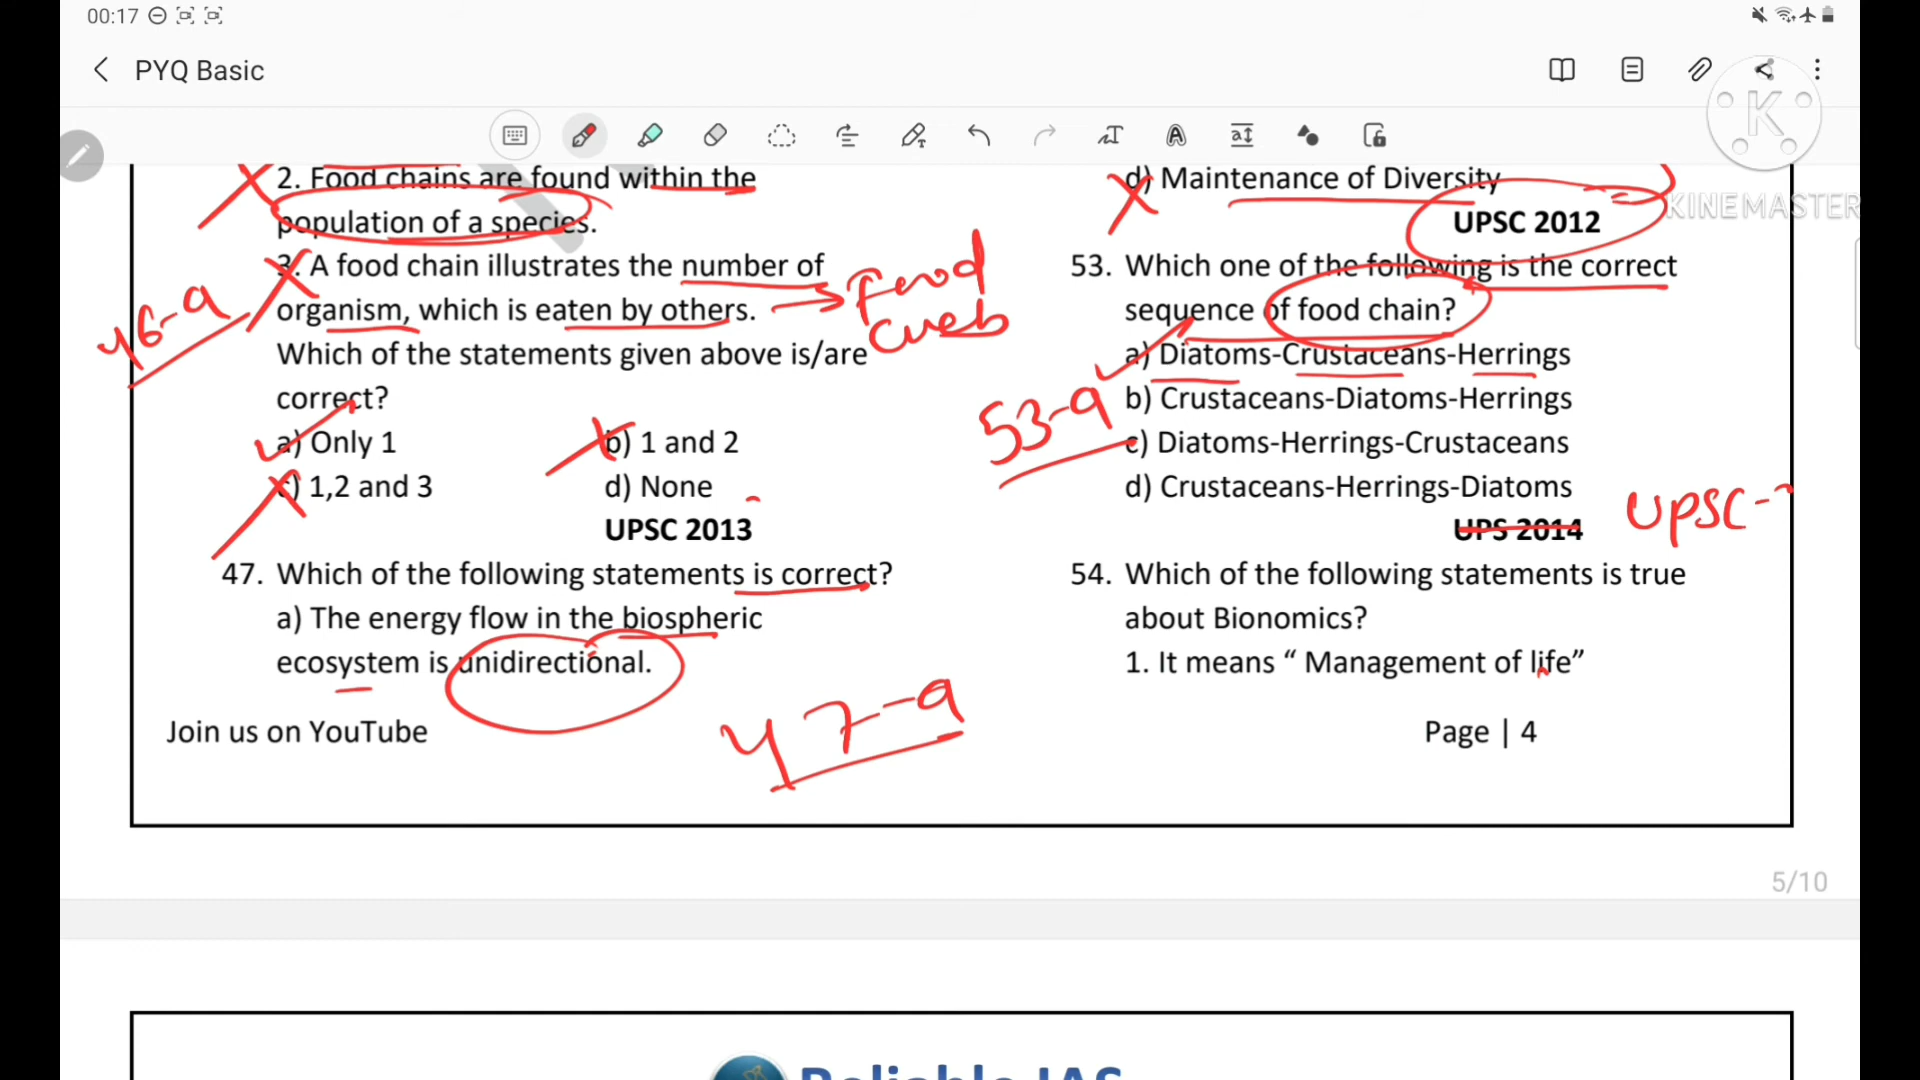 00:17
PYQ Basic
KINEMASTER
2. Food chains are found within the
population of a species.
3. A food chain illustrates the number of
organism, which is eaten by others.
Food
web
46-a
Which of the statements given above is/are
correct?
a) Only 1
b) 1 and 2
c) 1,2 and 3
d) None
UPSC 2013
47. Which of the following statements is correct?
a) The energy flow in the biospheric
ecosystem is unidirectional.
47-a
Join us on YouTube
d) Maintenance of Diversity
UPSC 2012
53. Which one of the following is the correct
sequence of food chain?
a) Diatoms-Crustaceans-Herrings
b) Crustaceans-Diatoms-Herrings
53-a
c) Diatoms-Herrings-Crustaceans
d) Crustaceans-Herrings-Diatoms
UPS 2014
UPSC-
54. Which of the following statements is true
about Bionomics?
1. It means “ Management of life”
Page | 4
5/10
Reliable IAS